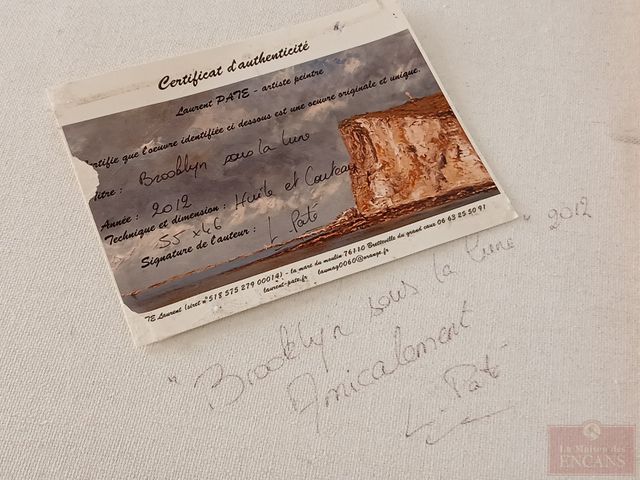 Certificat d'authenticité
Laurent PATE - artiste peintre
certifie que l'oeuvre identifiée ci dessous est une oeuvre originale et unique.
Titre : Brooklyn sous la lune
Année : 2012
Technique et dimension : Huile et Couteau
55 x 46
Signature de l'auteur : L Paté
TE Laurent (siret n°518 575 279 00014) - la mare du moulin 76110 Bretteville du grand caux 06 63 25 50 91
laurent-pate.fr laumag0060@orange.fr
"Brooklyn sous la lune" 2012
Amicalement
L. Paté
La Maison des
ENCANS